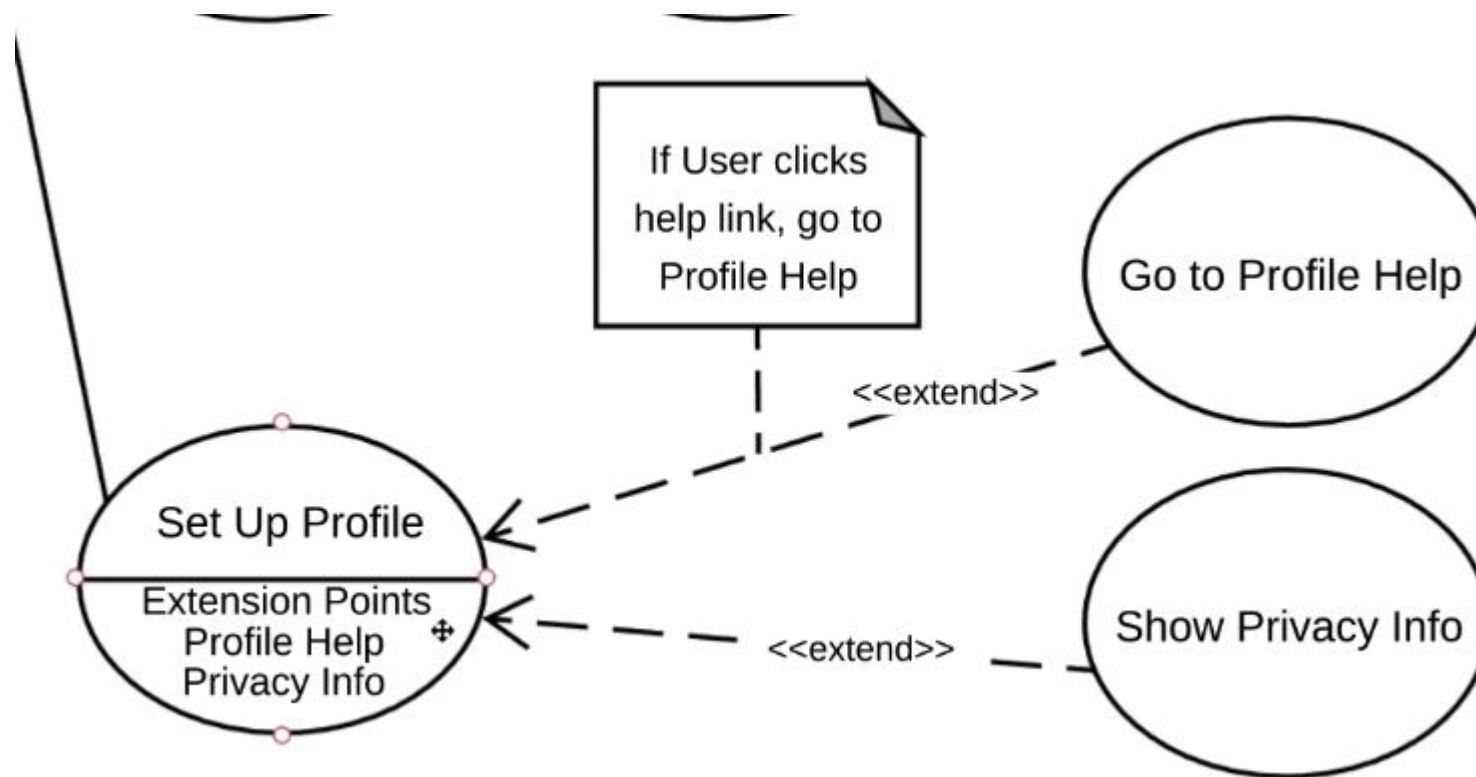 If User clicks
help link, go to
Profile Help
Go to Profile Help
<<extend>>
Set Up Profile
Extension Points
Profile Help
Privacy Info
<<extend>>
Show Privacy Info